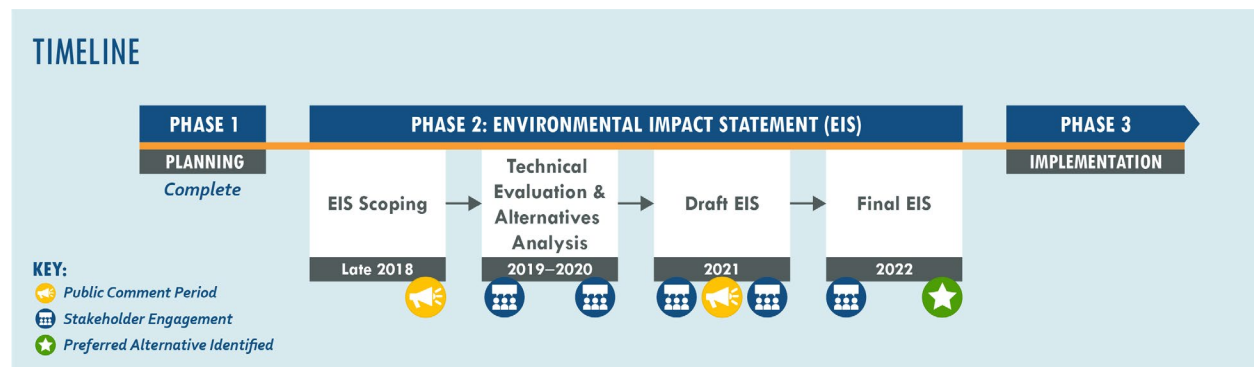 TIMELINE
PHASE 1
PHASE 2: ENVIRONMENTAL IMPACT STATEMENT (EIS)
PHASE 3
PLANNING
Complete
IMPLEMENTATION
EIS Scoping
Late 2018
Technical
Evaluation &
Alternatives
Analysis
2019–2020
Draft EIS
2021
Final EIS
2022
KEY:
Public Comment Period
Stakeholder Engagement
Preferred Alternative Identified